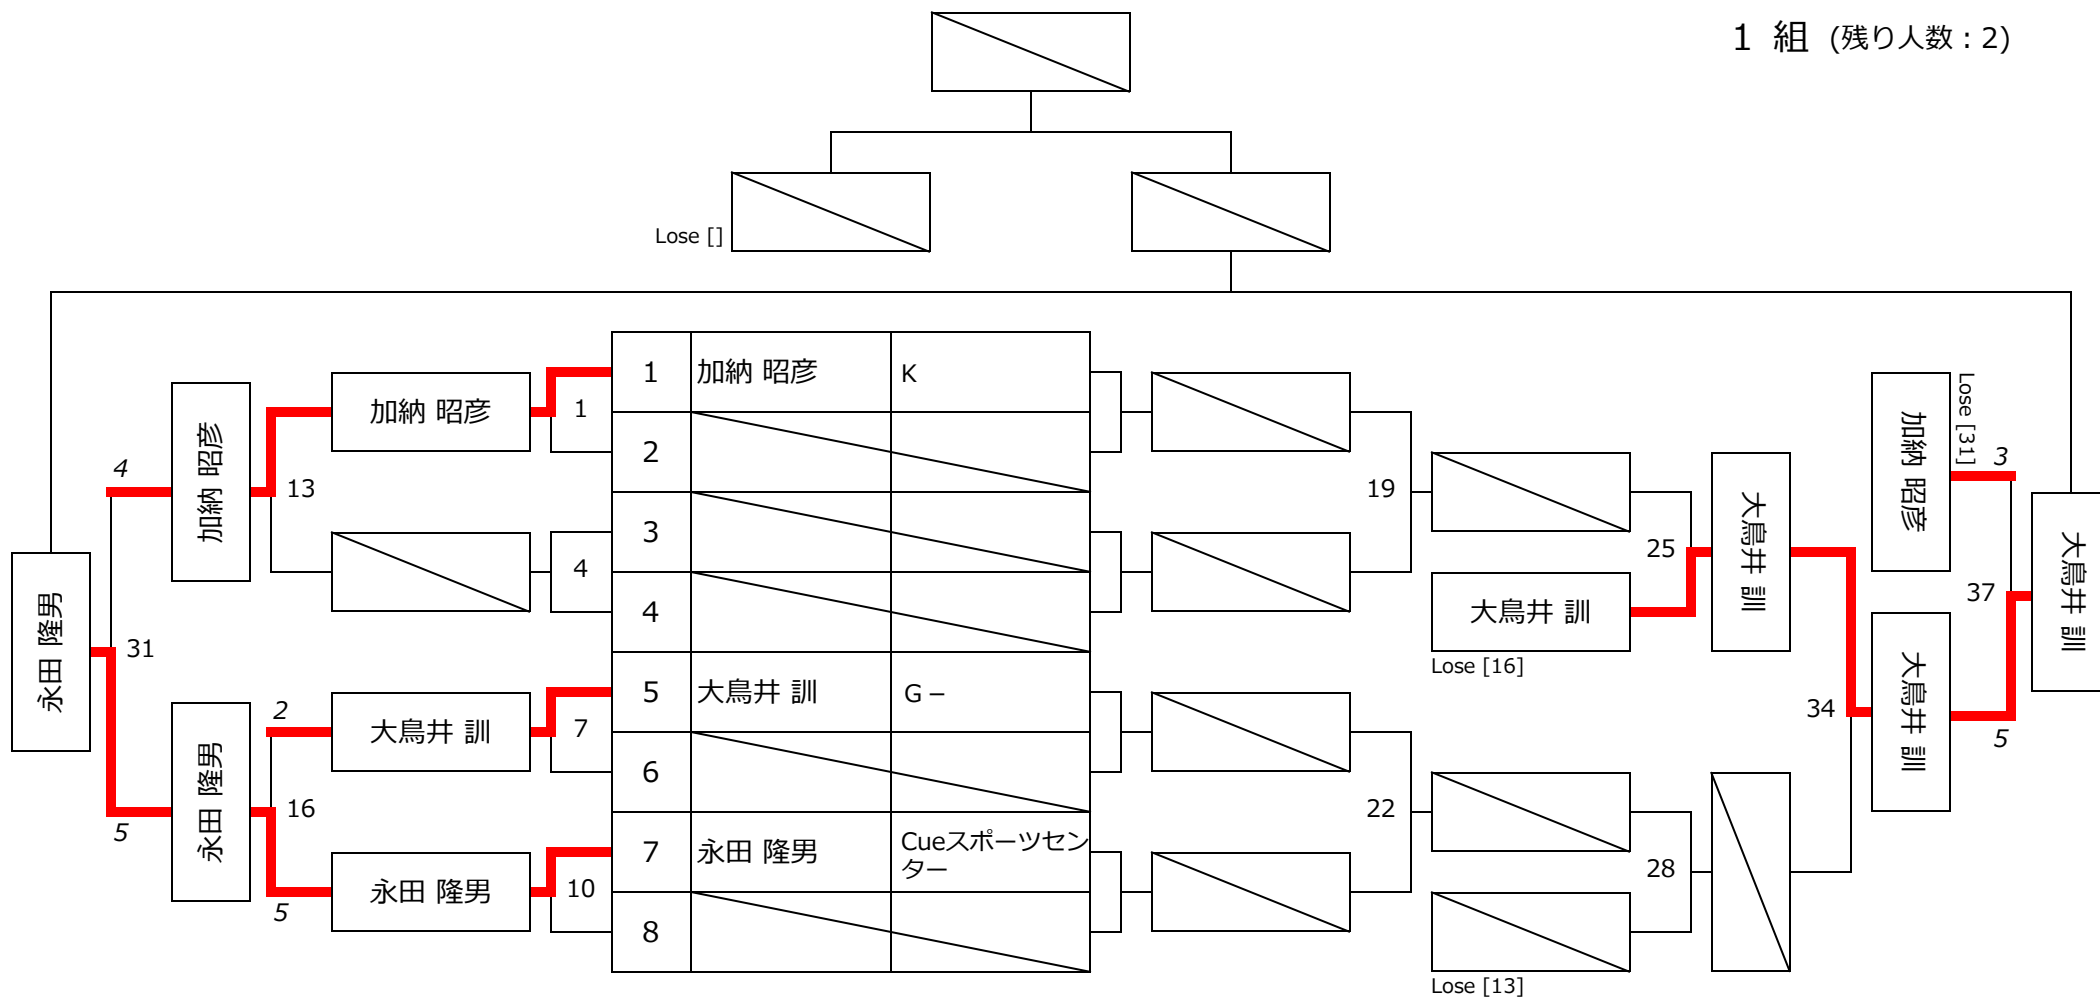 1 組 (残り人数：2)
Lose []
1 加納 昭彦 K
2
3
4
5 大鳥井 訓 G −
6
7 永田 隆男 Cueスポーツセン
ター
8
加納 昭彦
1
4
大鳥井 訓
7
永田 隆男
10
加納 昭彦
13
2
16
5
永田 隆男
4
31
5
永田 隆男
19
22
大鳥井 訓
Lose [16]
Lose [13]
25
28
大鳥井 訓
34
加納 昭彦
Lose [31]
大鳥井 訓
3
37
5
大鳥井 訓